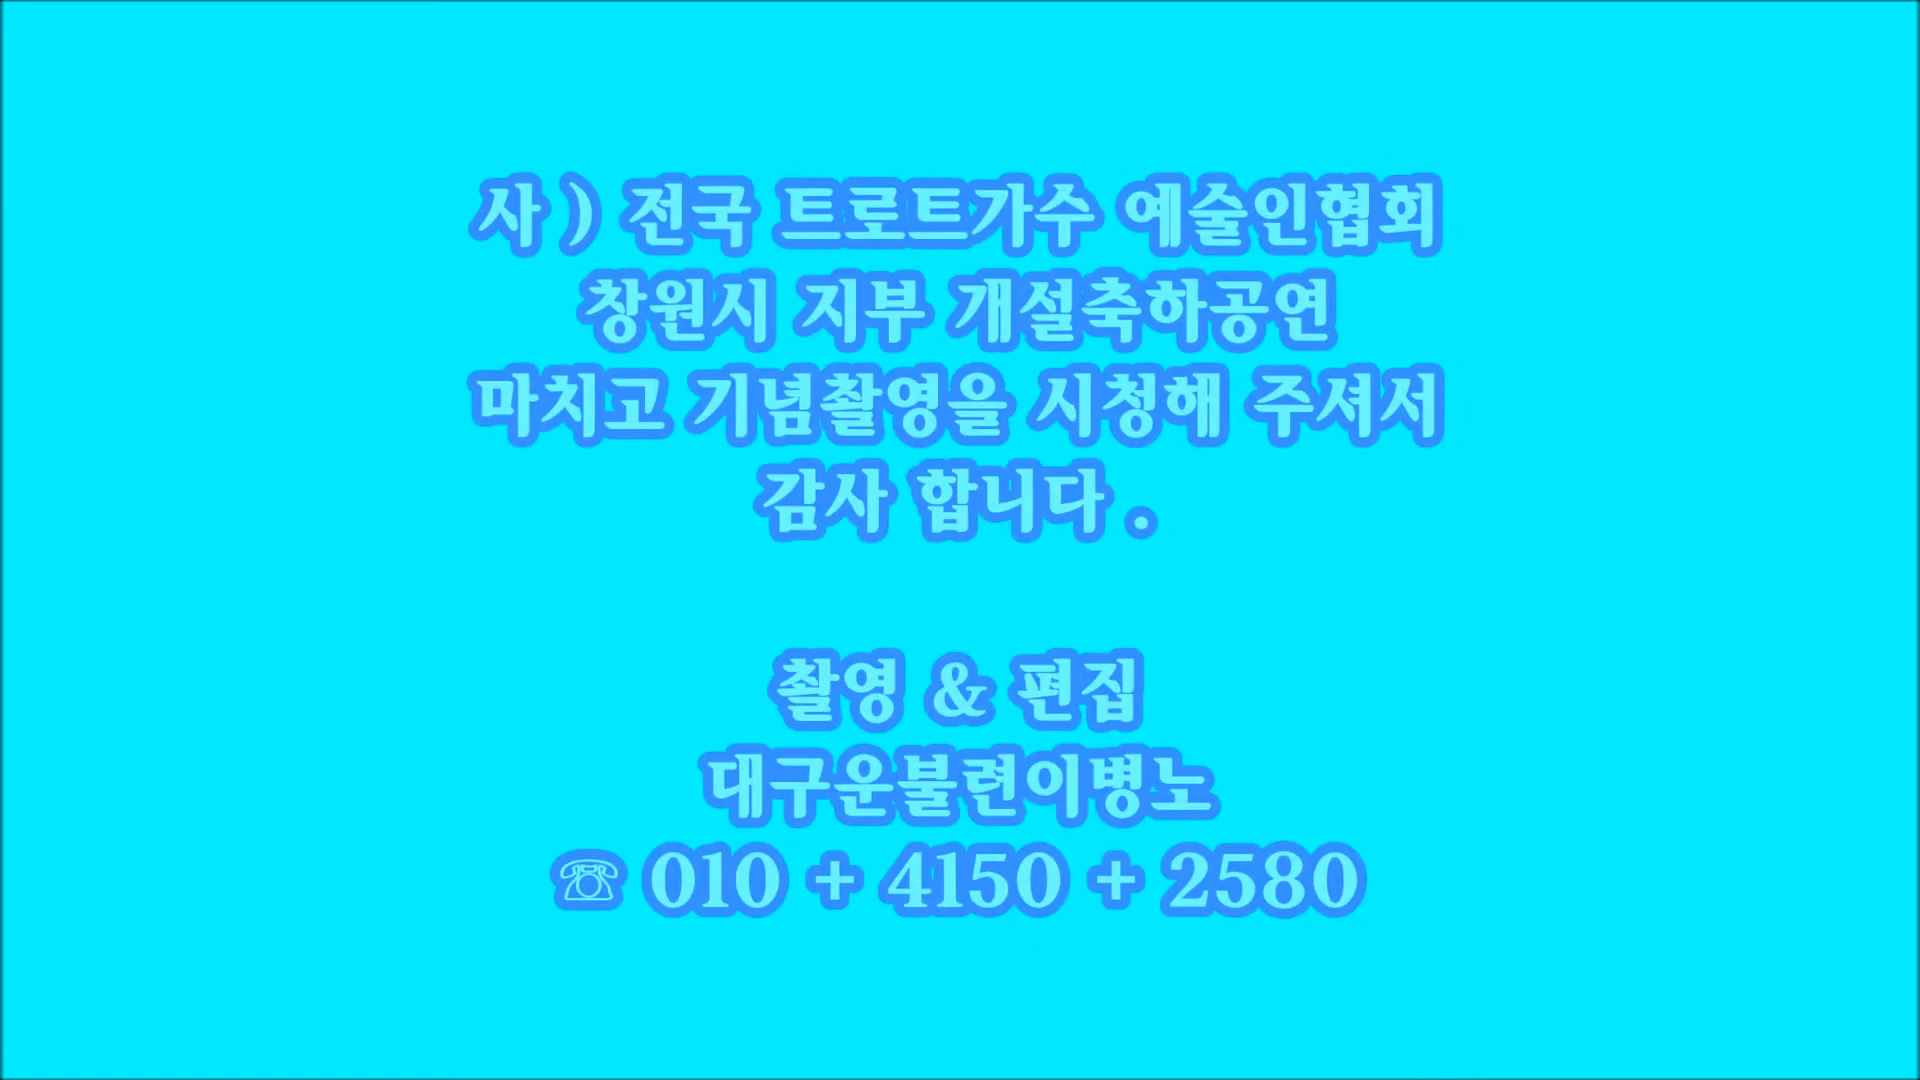 사 ) 전국 트로트가수 예술인협회
창원시 지부 개설축하공연
마치고 기념촬영을 시청해 주셔서
감사 합니다 .
촬영 & 편집
대구운불련이병노
☏ 010 + 4150 + 2580